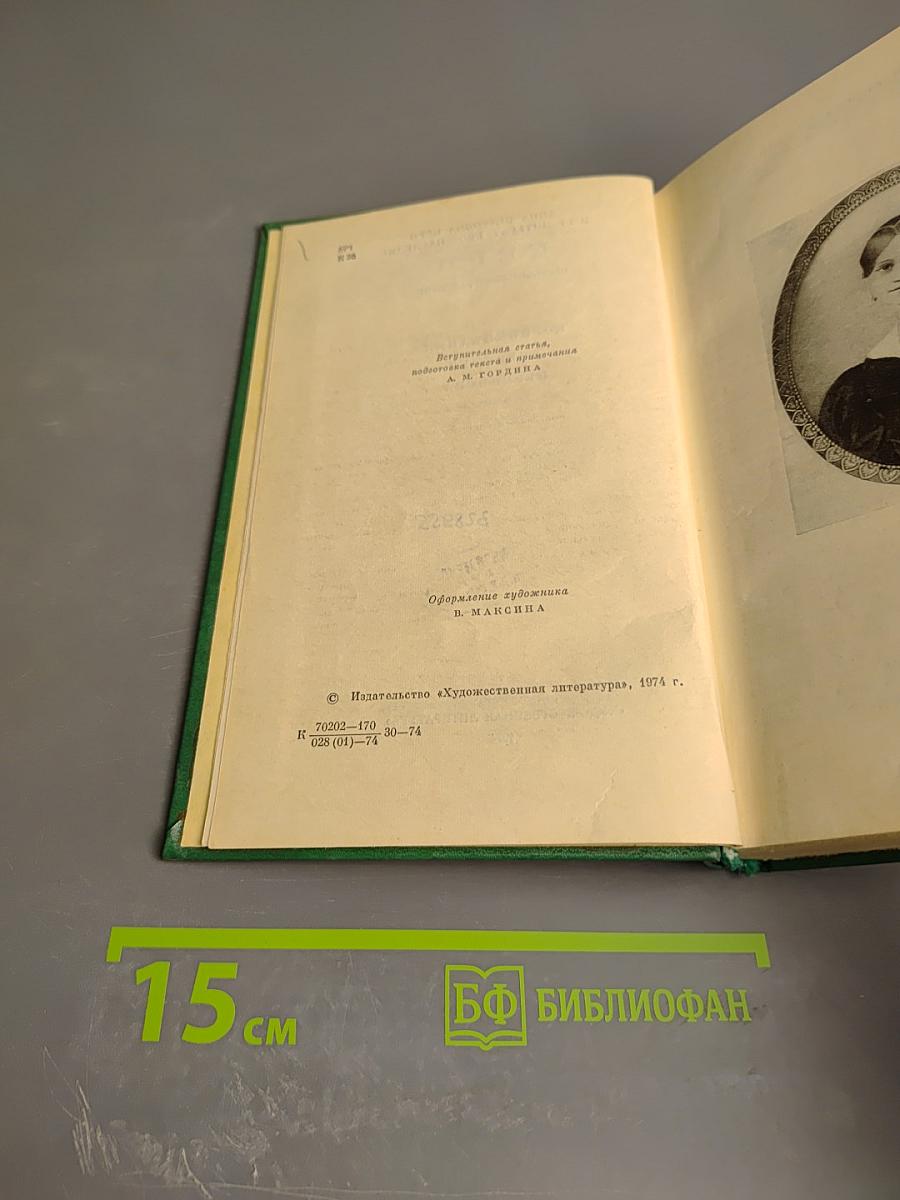 К 36
Вступительная статья,
подготовка текста и примечания
А. М. ГОРДИНА
Оформление художника
В. МАКСИНА
© Издательство «Художественная литература», 1974 г.
К 70202—170
028 (01)—74 30—74
15 см
БФ БИБЛИОФАН